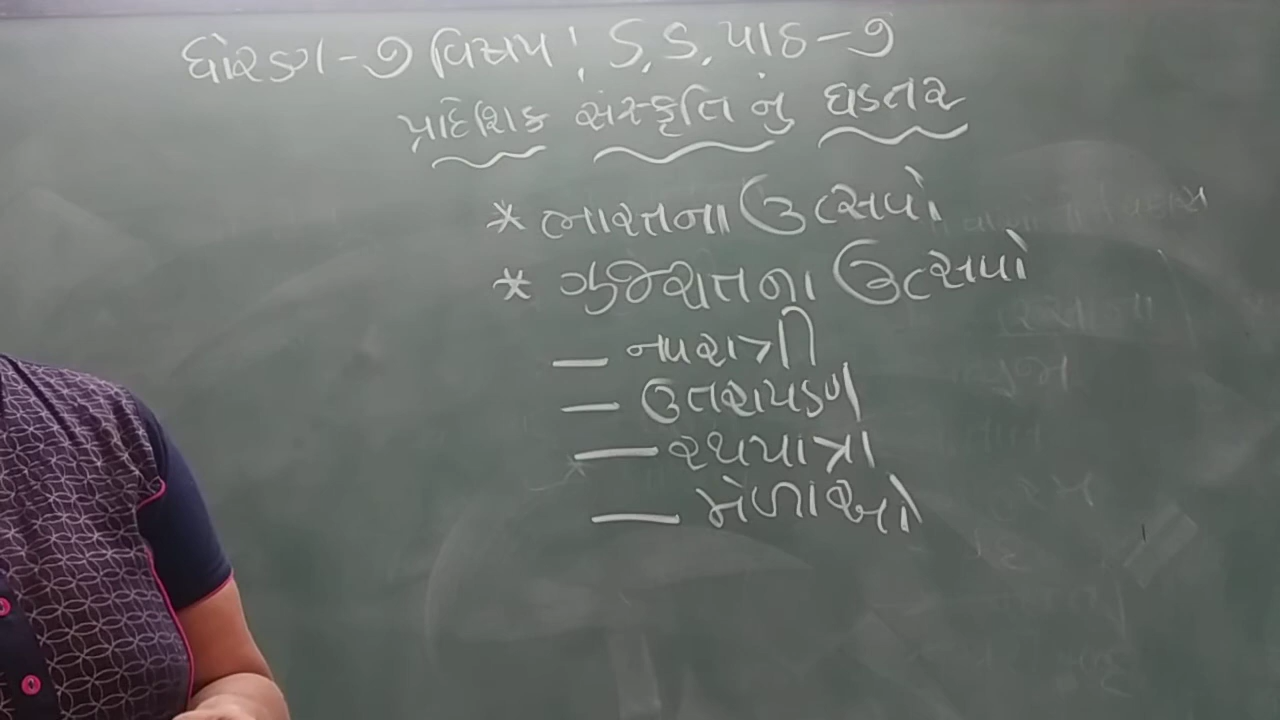 ધોરણ-૭ વિષય: S.S. પાઠ-૭
પ્રાદેશિક સંસ્કૃતિનું ઘડતર
* ભારતના ઉત્સવો
* ગુજરાતના ઉત્સવો
— નવરાત્રી
— ઉતરાયણ
— રથયાત્રા
— મેળાઓ